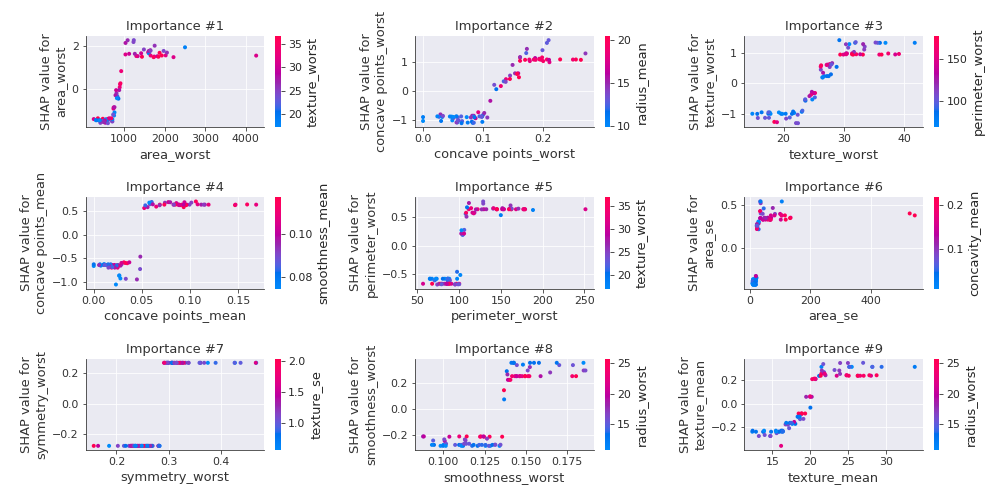 Importance #1
SHAP value for
area_worst
2
0
1000 2000 3000 4000
area_worst
35
30
25
20
texture_worst
Importance #2
SHAP value for
concave points_worst
1
0
−1
0.0 0.1 0.2
concave points_worst
20
15
10
radius_mean
Importance #3
SHAP value for
texture_worst
1
0
−1
20 30 40
texture_worst
150
100
perimeter_worst
Importance #4
SHAP value for
concave points_mean
0.5
0.0
−0.5
−1.0
0.00 0.05 0.10 0.15
concave points_mean
0.10
0.08
smoothness_mean
Importance #5
SHAP value for
perimeter_worst
0.5
0.0
−0.5
50 100 150 200 250
perimeter_worst
35
30
25
20
texture_worst
Importance #6
SHAP value for
area_se
0.5
0.0
0 200 400
area_se
0.2
0.1
concavity_mean
Importance #7
SHAP value for
symmetry_worst
0.2
0.0
−0.2
0.2 0.3 0.4
symmetry_worst
2.0
1.5
1.0
texture_se
Importance #8
SHAP value for
smoothness_worst
0.2
0.0
−0.2
0.100 0.125 0.150 0.175
smoothness_worst
25
20
15
radius_worst
Importance #9
SHAP value for
texture_mean
0.2
0.0
−0.2
15 20 25 30
texture_mean
25
20
15
radius_worst